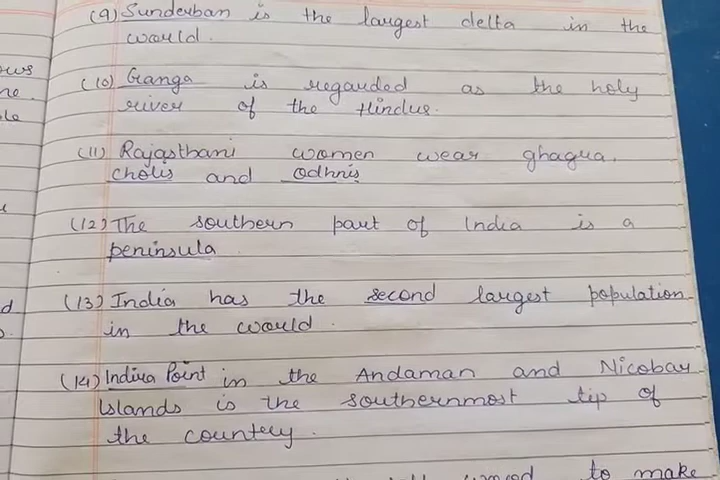 (9) Sunderban is the largest delta in the
world.
(10) Ganga is regarded as the holy
river of the Hindus.
(11) Rajasthani women wear ghagra,
cholis and odhnis
(12) The southern part of India is a
peninsula
(13) India has the second largest population
in the world.
(14) Indira Point in the Andaman and Nicobar
Islands is the southernmost tip of
the country.
to make